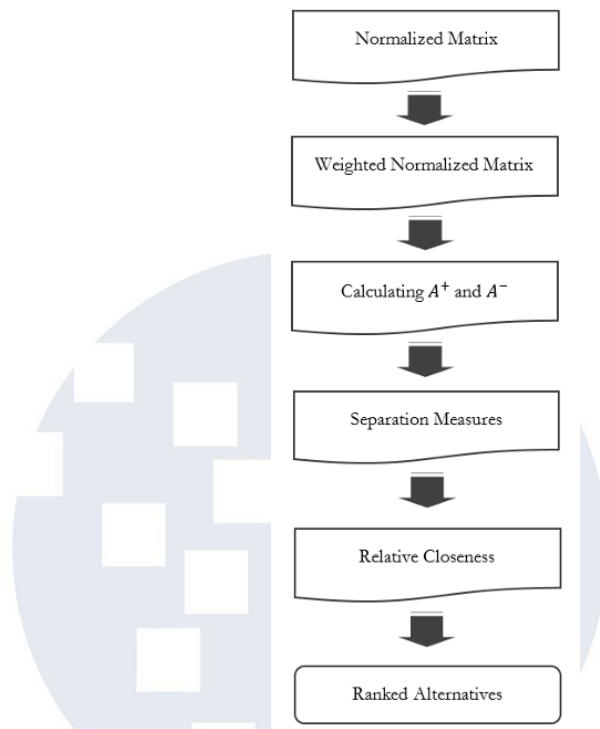 Normalized Matrix
Weighted Normalized Matrix
Calculating A⁺ and A⁻
Separation Measures
Relative Closeness
Ranked Alternatives